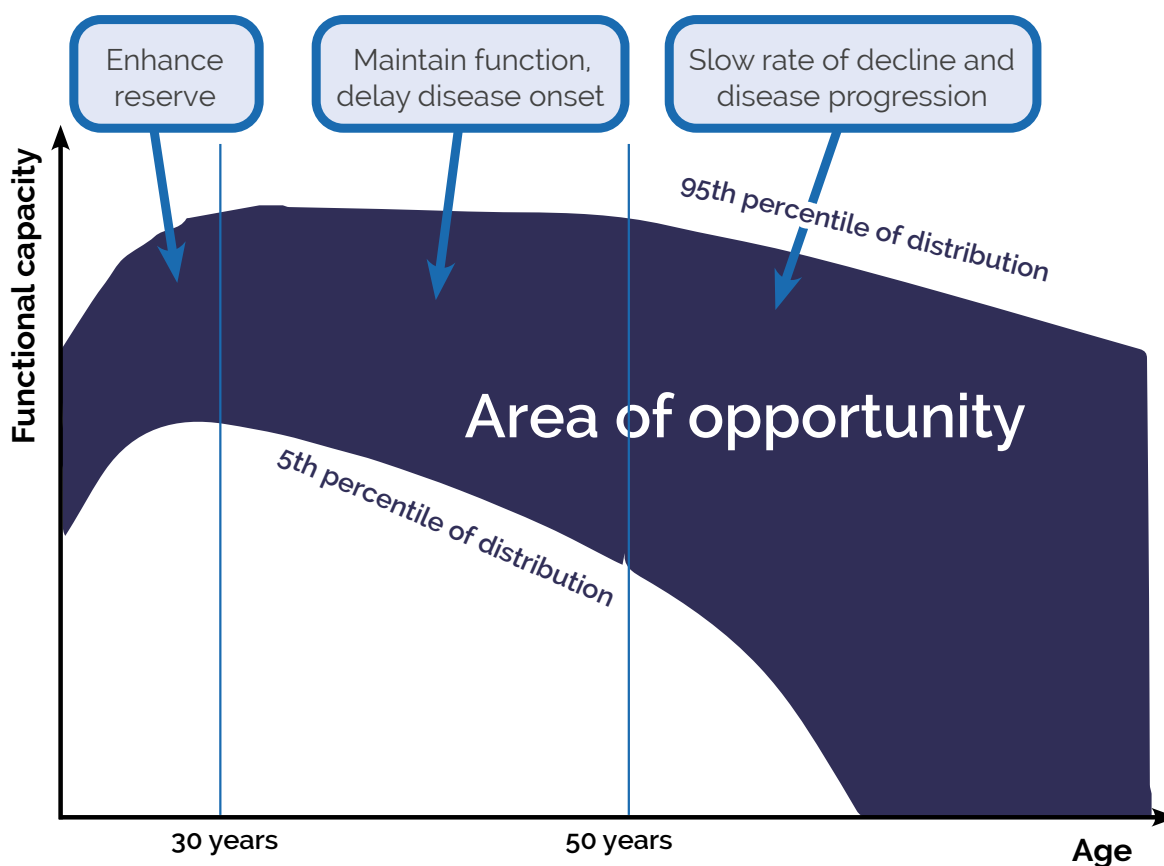 Enhance
reserve
Maintain function,
delay disease onset
Slow rate of decline and
disease progression
Functional capacity
95th percentile of distribution
Area of opportunity
5th percentile of distribution
30 years
50 years
Age